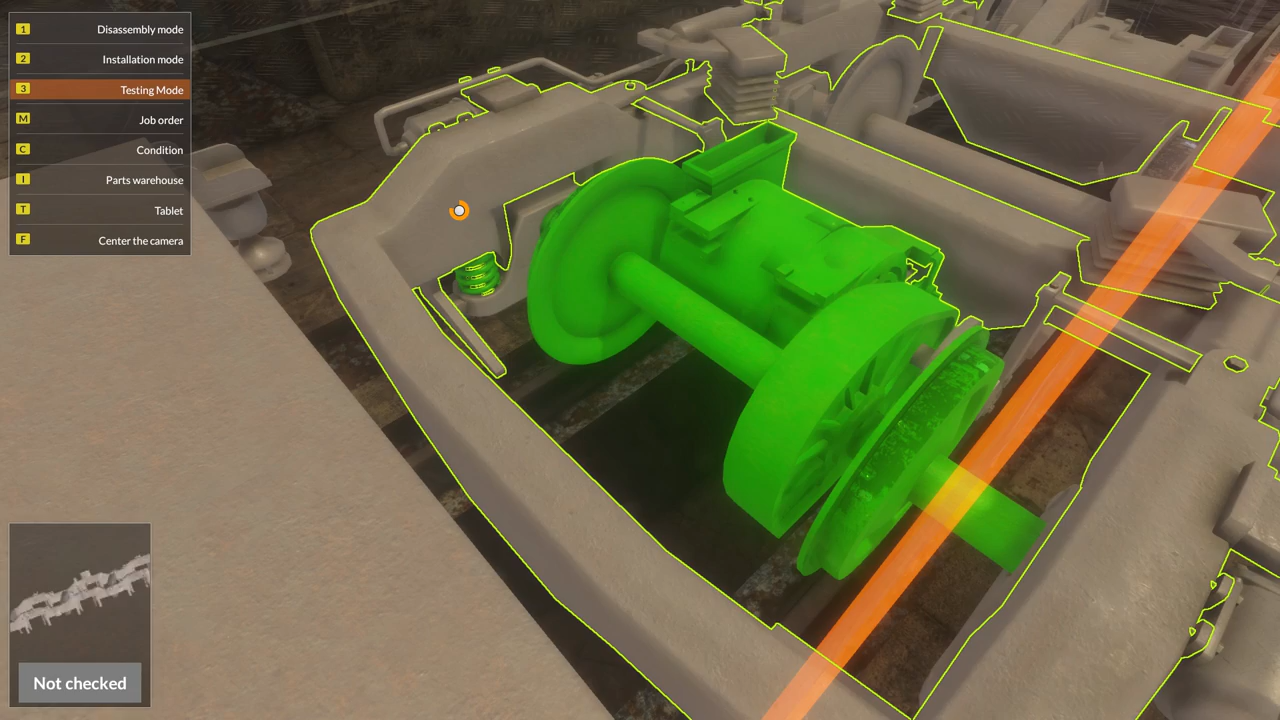 1 Disassembly mode
2 Installation mode
3 Testing Mode
M Job order
C Condition
I Parts warehouse
T Tablet
F Center the camera
Not checked